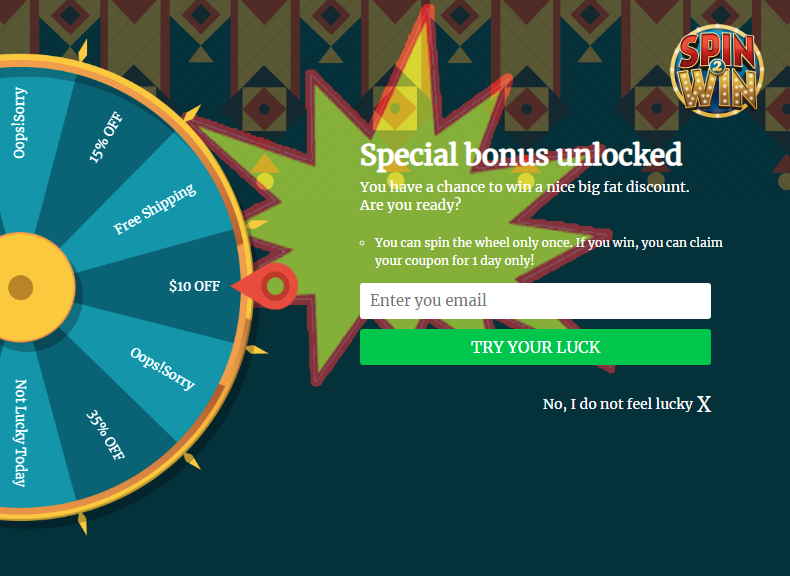 SPIN
2
WIN
Oops!Sorry
15% OFF
Free Shipping
$10 OFF
Oops!Sorry
35% OFF
Not Lucky Today
Special bonus unlocked
You have a chance to win a nice big fat discount.
Are you ready?
You can spin the wheel only once. If you win, you can claim
your coupon for 1 day only!
Enter you email
TRY YOUR LUCK
No, I do not feel lucky X